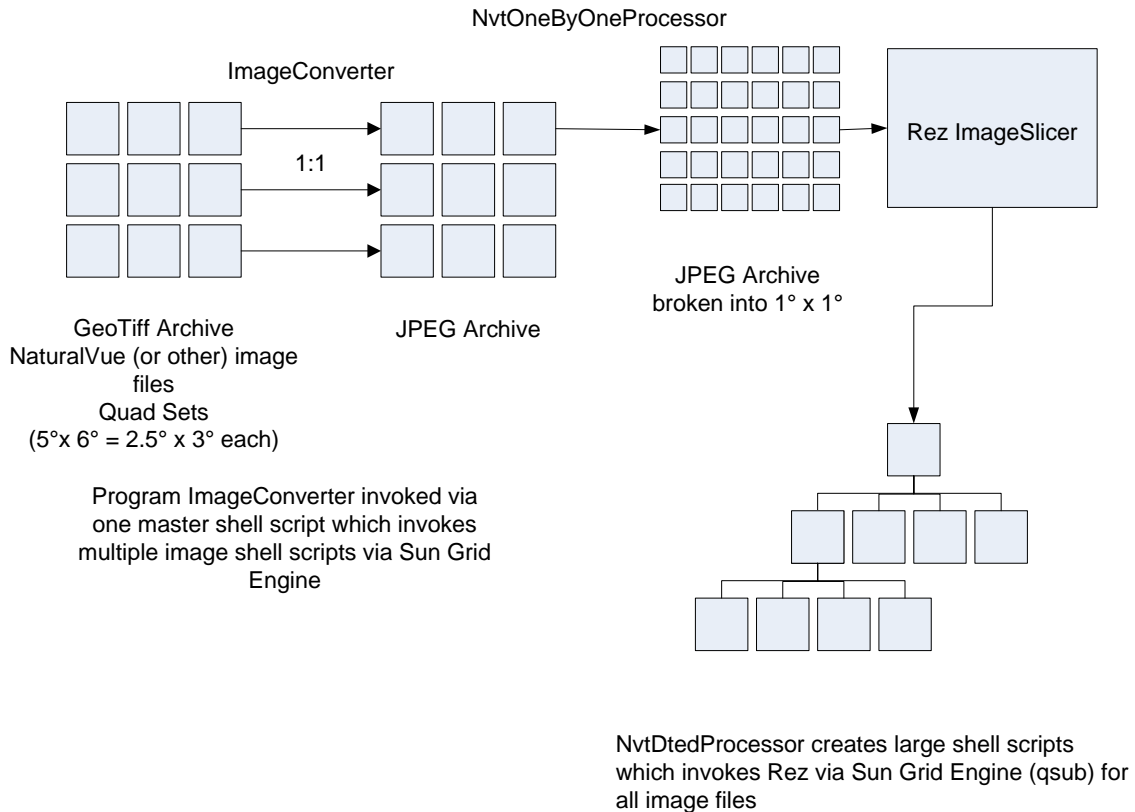 NvtOneByOneProcessor
ImageConverter
1:1
Rez ImageSlicer
GeoTiff Archive
NaturalVue (or other) image
files
Quad Sets
(5°x 6° = 2.5° x 3° each)
JPEG Archive
JPEG Archive
broken into 1° x 1°
Program ImageConverter invoked via
one master shell script which invokes
multiple image shell scripts via Sun Grid
Engine
NvtDtedProcessor creates large shell scripts
which invokes Rez via Sun Grid Engine (qsub) for
all image files